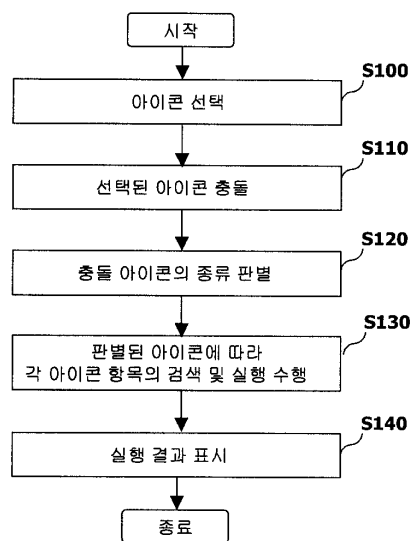 시작
S100
아이콘 선택
S110
선택된 아이콘 충돌
S120
충돌 아이콘의 종류 판별
S130
판별된 아이콘에 따라
각 아이콘 항목의 검색 및 실행 수행
S140
실행 결과 표시
종료